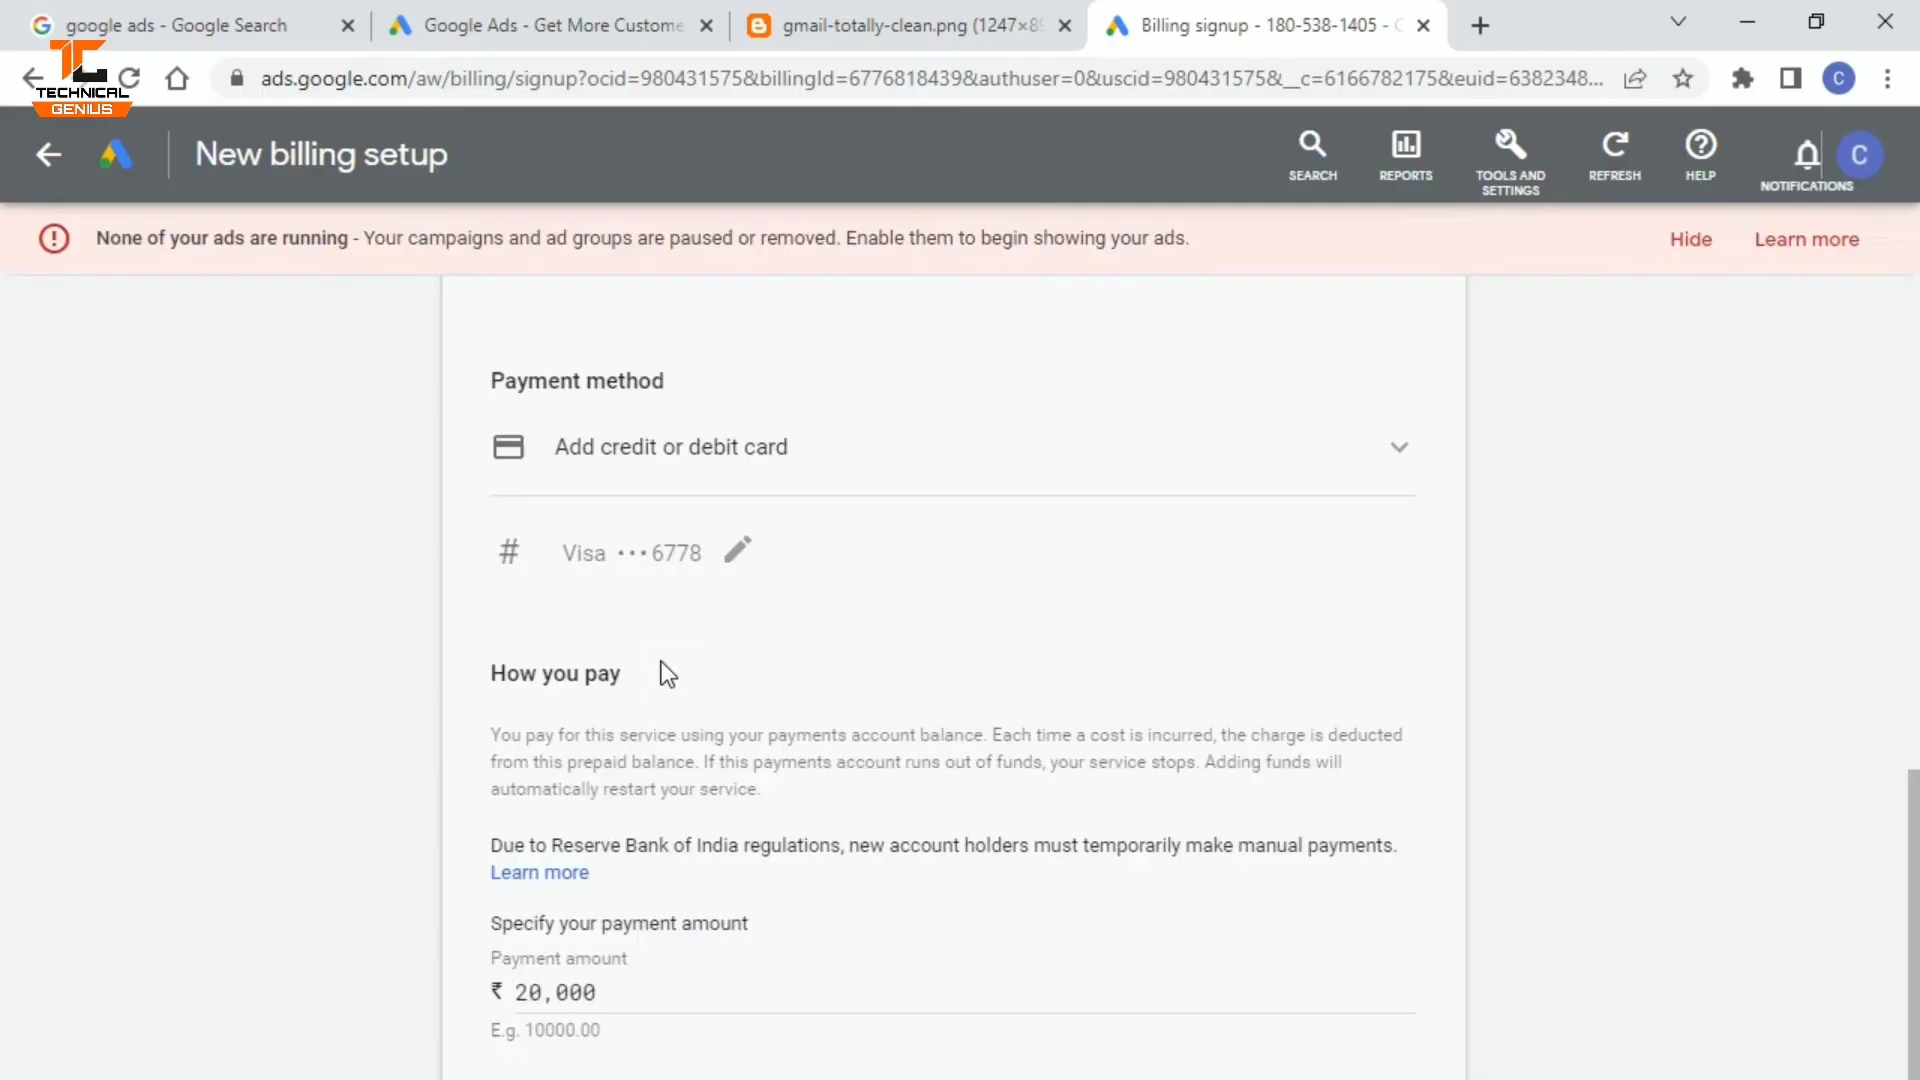 google ads - Google Search
Google Ads - Get More Custome
gmail-totally-clean.png (1247×89
Billing signup - 180-538-1405 - G
ads.google.com/aw/billing/signup?ocid=980431575&billingId=6776818439&authuser=0&uscid=980431575&__c=6166782175&euid=6382348...
C
TECHNICAL
GENIUS
New billing setup
SEARCH
REPORTS
TOOLS AND
SETTINGS
REFRESH
HELP
NOTIFICATIONS
C
None of your ads are running - Your campaigns and ad groups are paused or removed. Enable them to begin showing your ads.
Hide
Learn more
Payment method
Add credit or debit card
# Visa •••6778
How you pay
You pay for this service using your payments account balance. Each time a cost is incurred, the charge is deducted
from this prepaid balance. If this payments account runs out of funds, your service stops. Adding funds will
automatically restart your service.
Due to Reserve Bank of India regulations, new account holders must temporarily make manual payments.
Learn more
Specify your payment amount
Payment amount
₹ 20,000
E.g. 10000.00